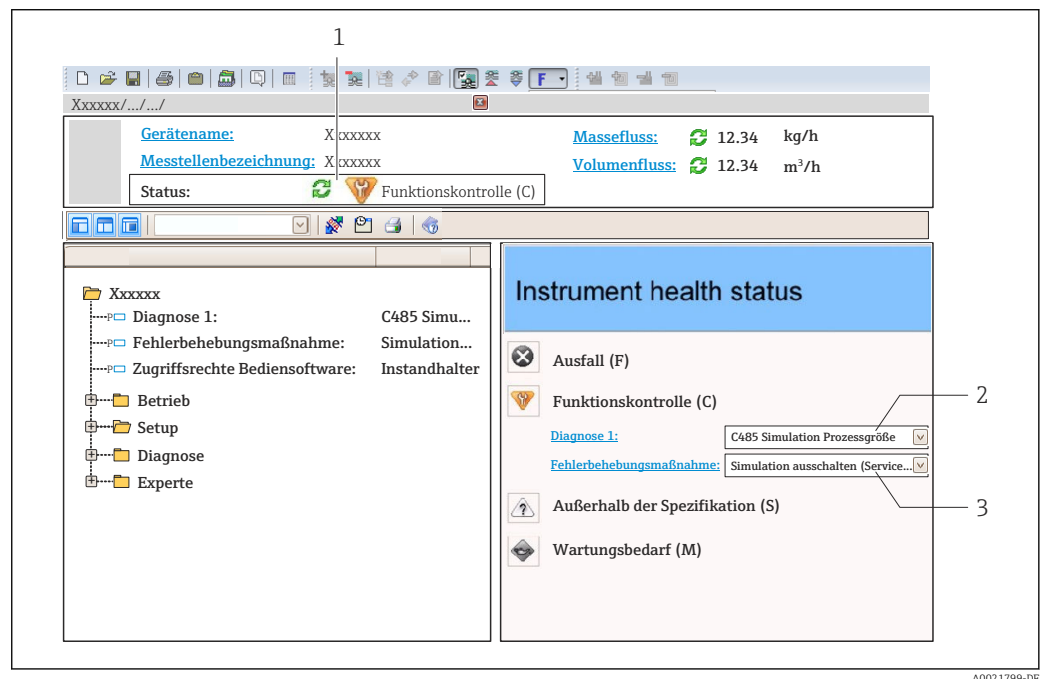 1
F
Xxxxxx/.../.../
Gerätename: Xxxxxxx
Messstellenbezeichnung: Xxxxxxx
Status: Funktionskontrolle (C)
Massefluss: 12.34 kg/h
Volumenfluss: 12.34 m³/h
Xxxxxx
P Diagnose 1: C485 Simu...
P Fehlerbehebungsmaßnahme: Simulation...
P Zugriffsrechte Bediensoftware: Instandhalter
Betrieb
Setup
Diagnose
Experte
Instrument health status
Ausfall (F)
Funktionskontrolle (C)
2
Diagnose 1: C485 Simulation Prozessgröße
Fehlerbehebungsmaßnahme: Simulation ausschalten (Service...
Außerhalb der Spezifikation (S)
3
Wartungsbedarf (M)
A0021799-DE